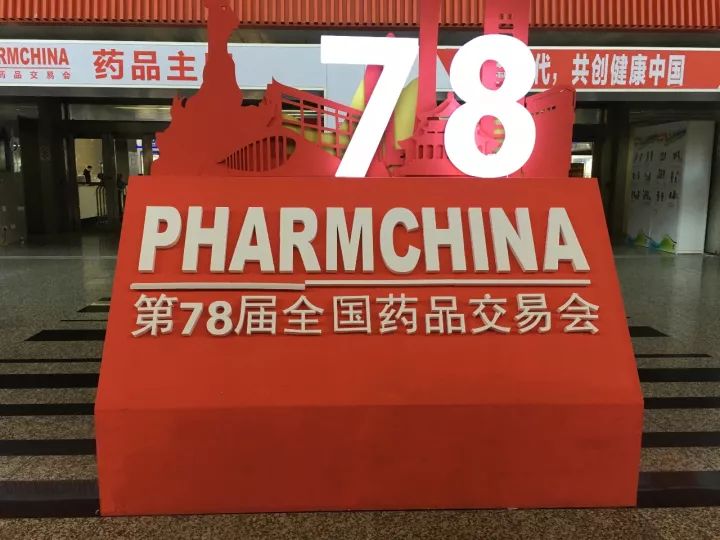 ARMCHINA
药品交易会
药品主
代，共创健康中国
78
PHARMCHINA
第78届全国药品交易会